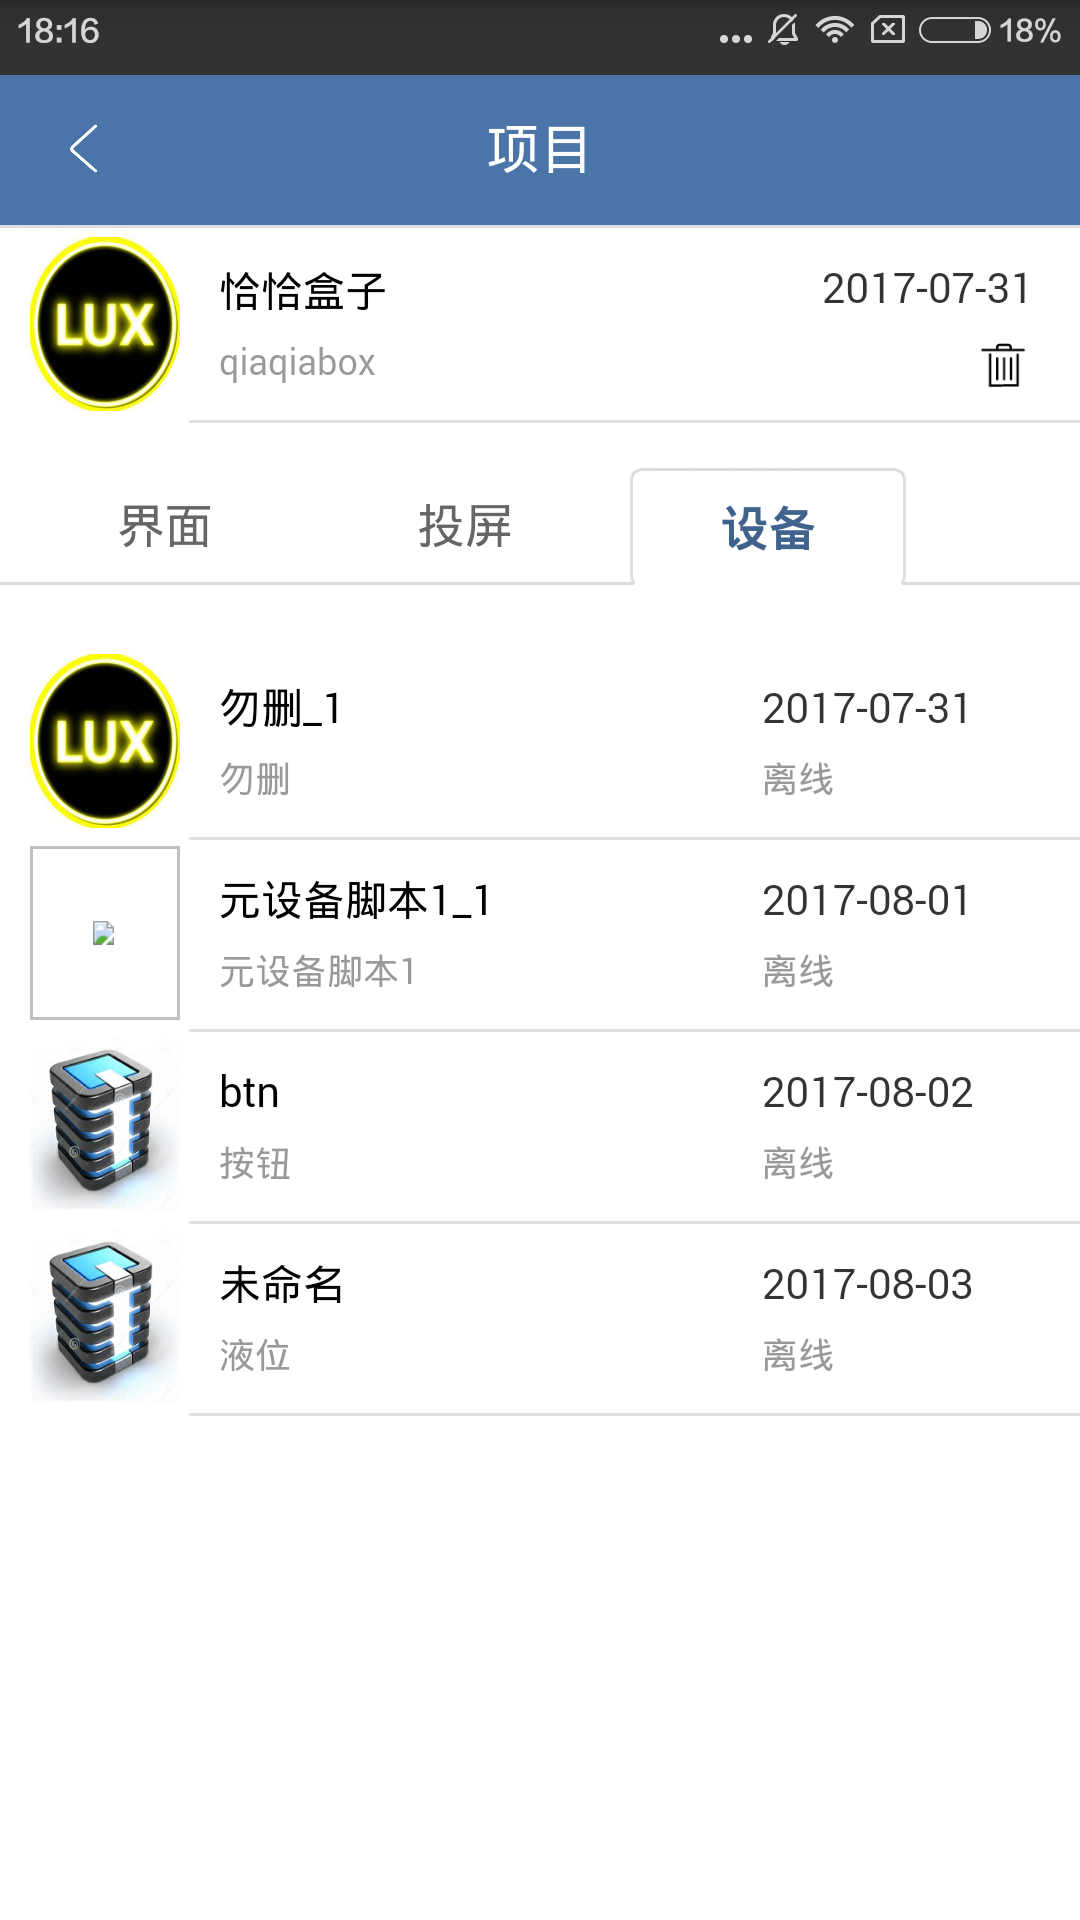 18:16
18%
项目
LUX
恰恰盒子
2017-07-31
qiaqiabox
界面
投屏
设备
LUX
勿删_1
2017-07-31
勿删
离线
元设备脚本1_1
2017-08-01
元设备脚本1
离线
btn
2017-08-02
按钮
离线
未命名
2017-08-03
液位
离线